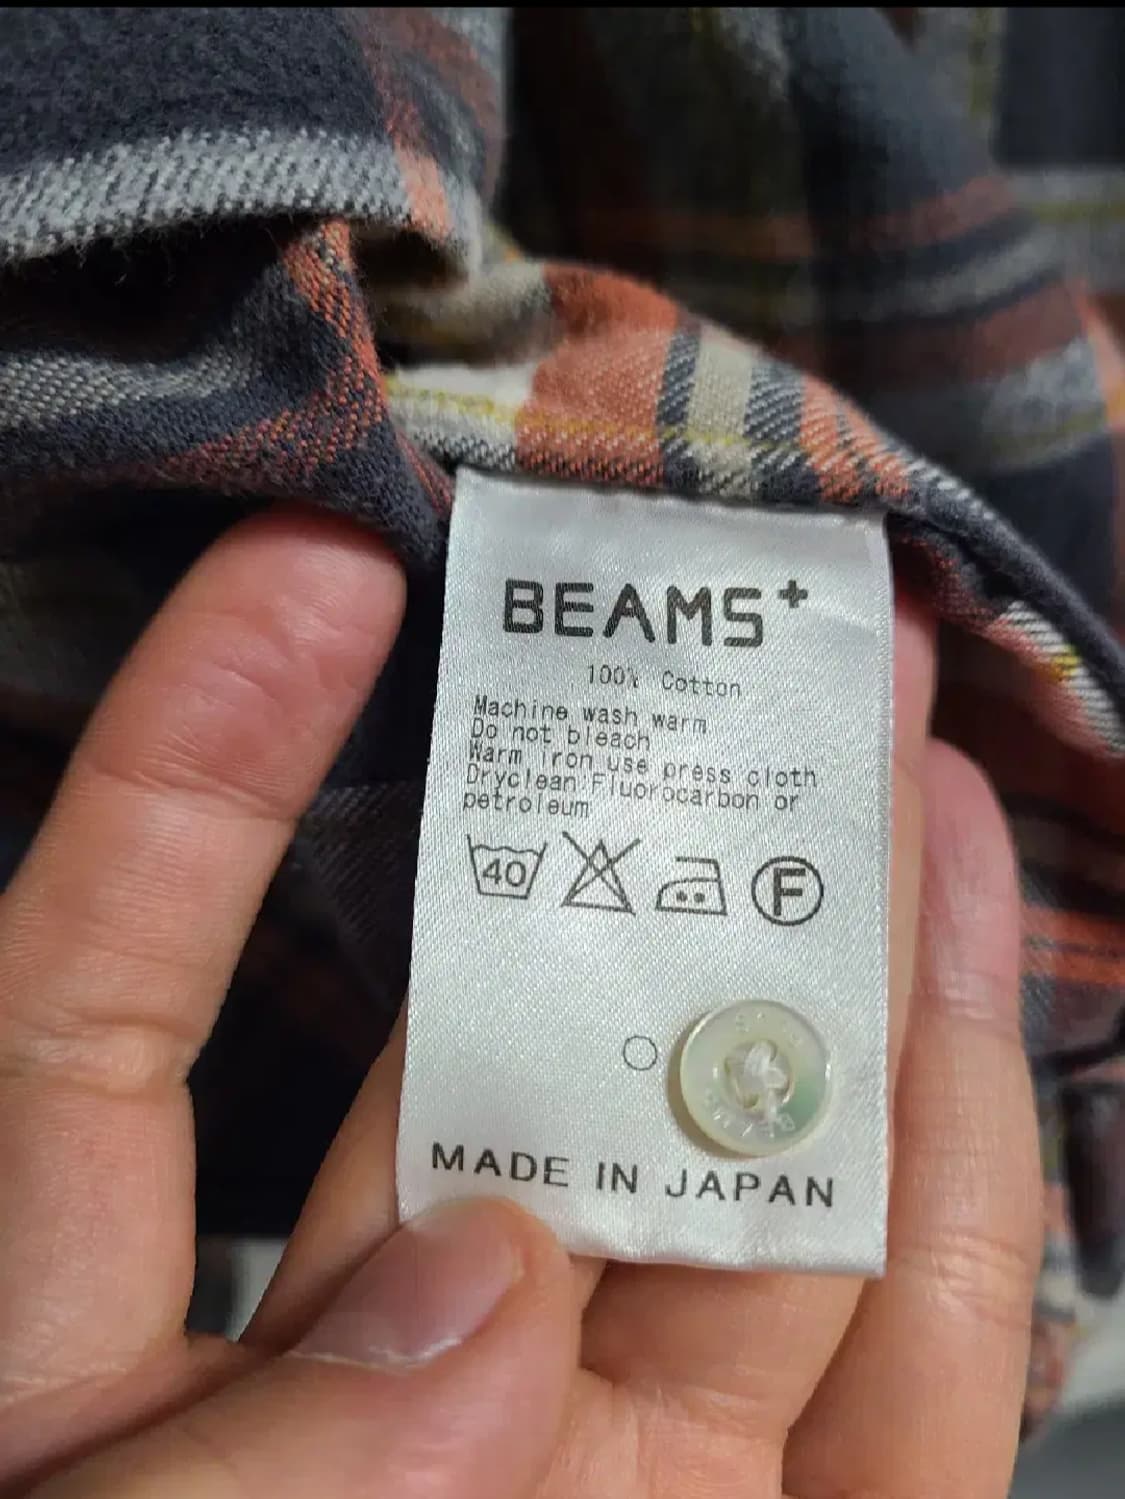 BEAMS+
100% Cotton
Machine wash warm
Do not bleach
Warm iron use press cloth
Dryclean Fluorocarbon or
petroleum
40
F
MADE IN JAPAN